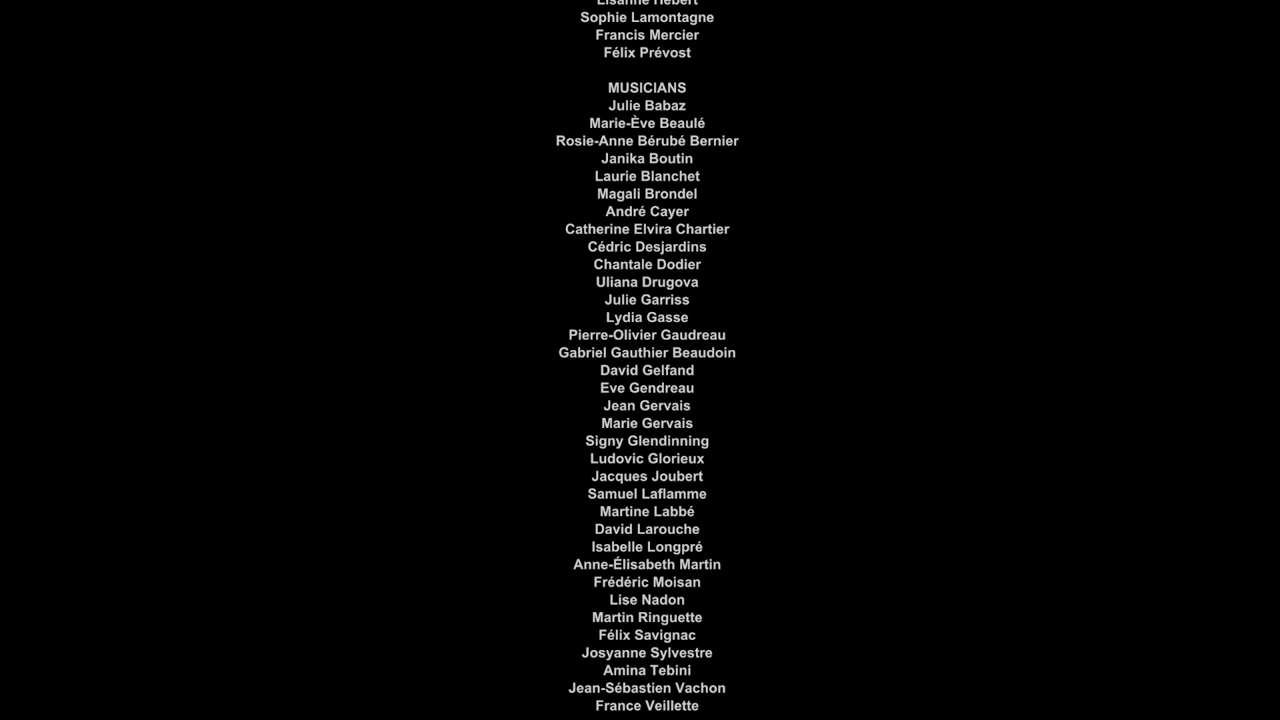 Lisanne Hébert
Sophie Lamontagne
Francis Mercier
Félix Prévost
MUSICIANS
Julie Babaz
Marie-Ève Beaulé
Rosie-Anne Bérubé Bernier
Janika Boutin
Laurie Blanchet
Magali Brondel
André Cayer
Catherine Elvira Chartier
Cédric Desjardins
Chantale Dodier
Uliana Drugova
Julie Garriss
Lydia Gasse
Pierre-Olivier Gaudreau
Gabriel Gauthier Beaudoin
David Gelfand
Eve Gendreau
Jean Gervais
Marie Gervais
Signy Glendinning
Ludovic Glorieux
Jacques Joubert
Samuel Laflamme
Martine Labbé
David Larouche
Isabelle Longpré
Anne-Élisabeth Martin
Frédéric Moisan
Lise Nadon
Martin Ringuette
Félix Savignac
Josyanne Sylvestre
Amina Tebini
Jean-Sébastien Vachon
France Veillette